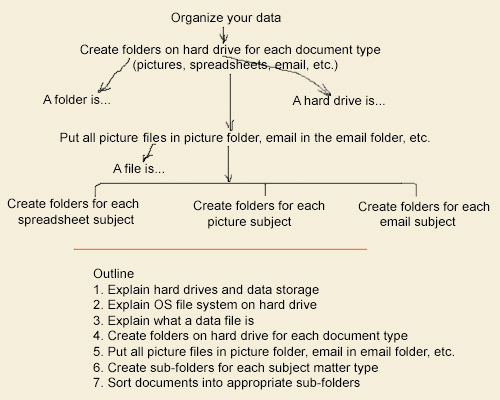 Organize your data
Create folders on hard drive for each document type
(pictures, spreadsheets, email, etc.)
A folder is...
A hard drive is...
Put all picture files in picture folder, email in the email folder, etc.
A file is...
Create folders for each
spreadsheet subject
Create folders for each
picture subject
Create folders for each
email subject
Outline
1. Explain hard drives and data storage
2. Explain OS file system on hard drive
3. Explain what a data file is
4. Create folders on hard drive for each document type
5. Put all picture files in picture folder, email in email folder, etc.
6. Create sub-folders for each subject matter type
7. Sort documents into appropriate sub-folders